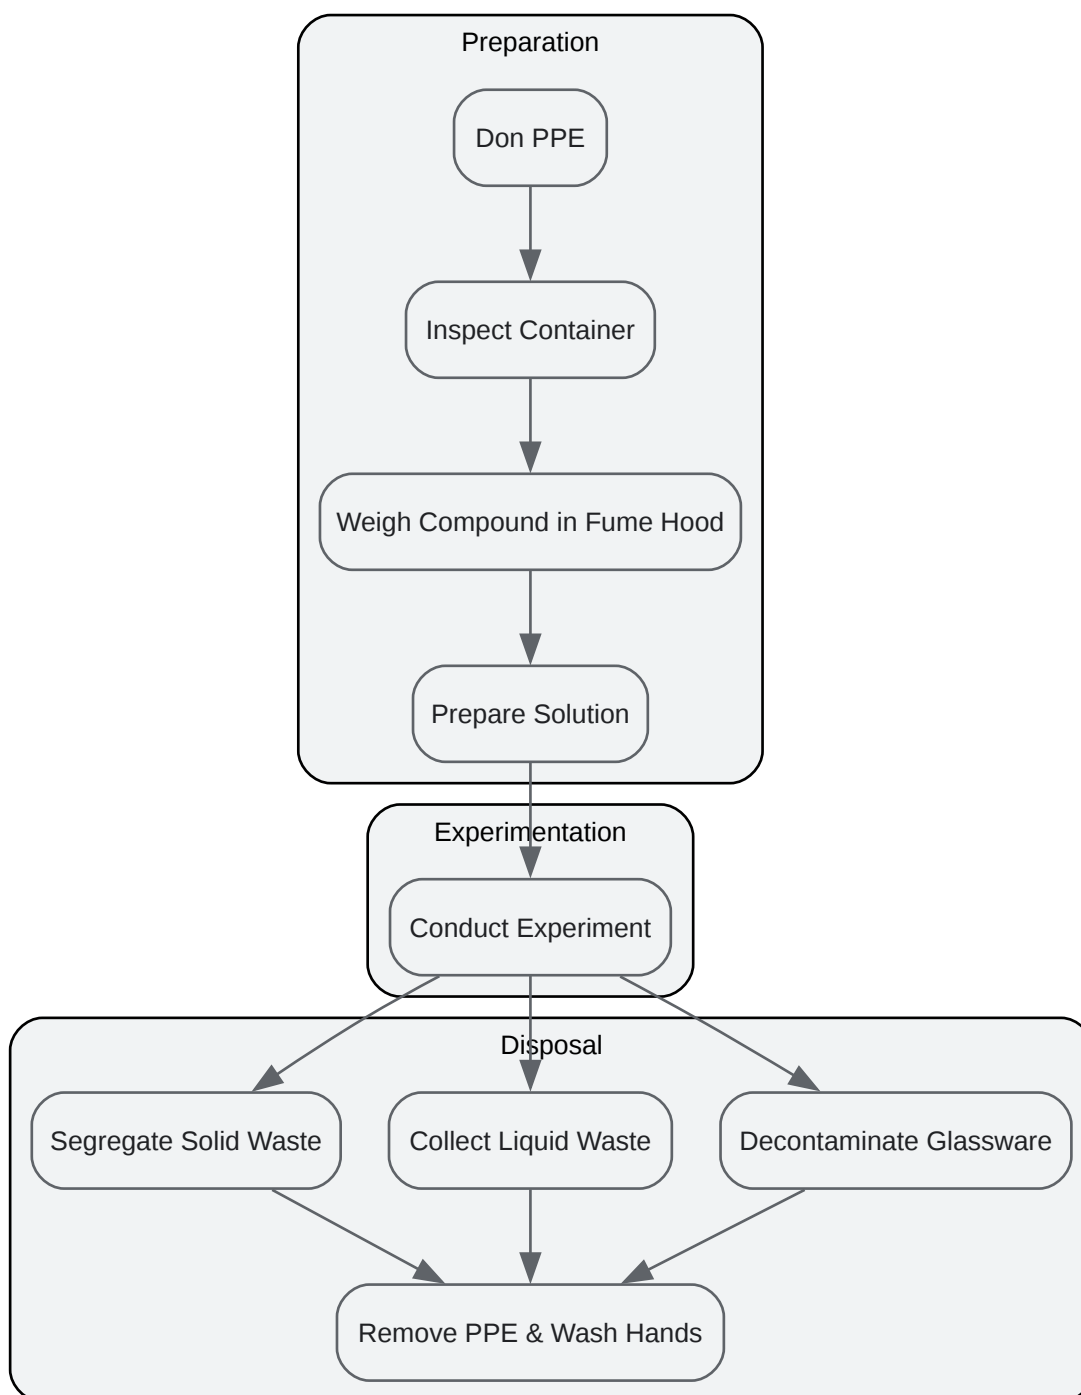 Preparation
Don PPE
Inspect Container
Weigh Compound in Fume Hood
Prepare Solution
Experimentation
Conduct Experiment
Disposal
Segregate Solid Waste
Collect Liquid Waste
Decontaminate Glassware
Remove PPE & Wash Hands